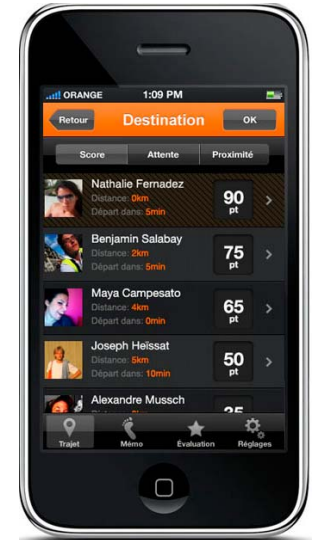 ORANGE 1:09 PM
Retour Destination OK
Score Attente Proximité
Nathalie Fernadez
Distance: 0km
Départ dans: 5min
90
pt
Benjamin Salabay
Distance: 2km
Départ dans: 5min
75
pt
Maya Campesato
Distance: 4km
Départ dans: 0min
65
pt
Joseph Heïssat
Distance: 5km
Départ dans: 10min
50
pt
Alexandre Mussch
Trajet Mémo Évaluation Réglages